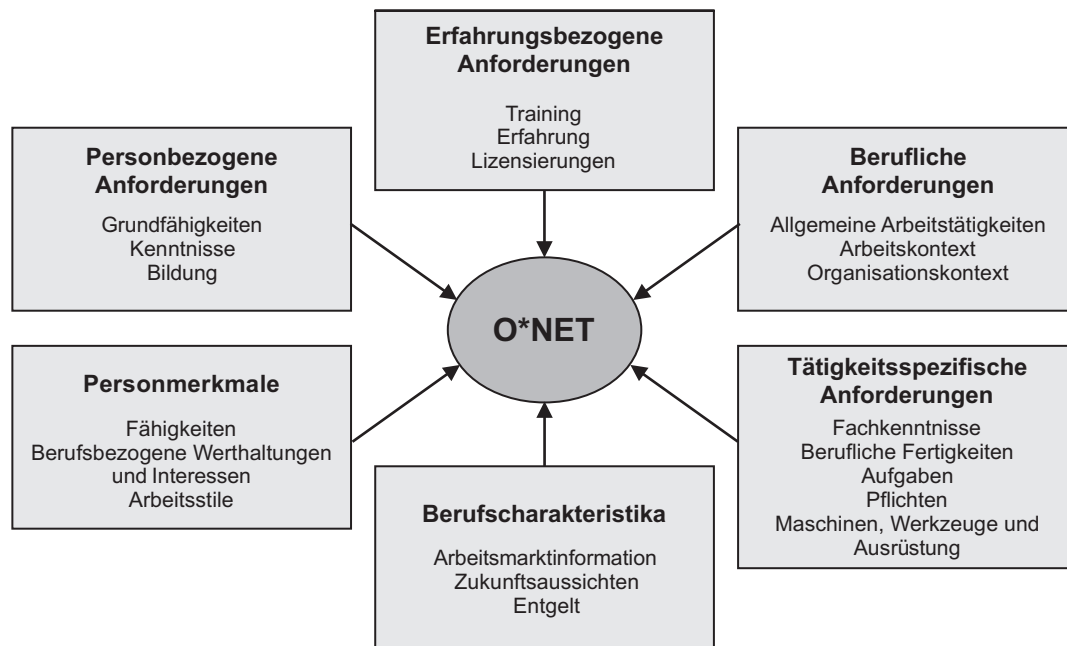 Erfahrungsbezogene
Anforderungen
Training
Erfahrung
Lizensierungen
Personbezogene
Anforderungen
Grundfähigkeiten
Kenntnisse
Bildung
Berufliche
Anforderungen
Allgemeine Arbeitstätigkeiten
Arbeitskontext
Organisationskontext
O*NET
Personmerkmale
Fähigkeiten
Berufsbezogene Werthaltungen
und Interessen
Arbeitsstile
Tätigkeitsspezifische
Anforderungen
Fachkenntnisse
Berufliche Fertigkeiten
Aufgaben
Pflichten
Maschinen, Werkzeuge und
Ausrüstung
Berufscharakteristika
Arbeitsmarktinformation
Zukunftsaussichten
Entgelt